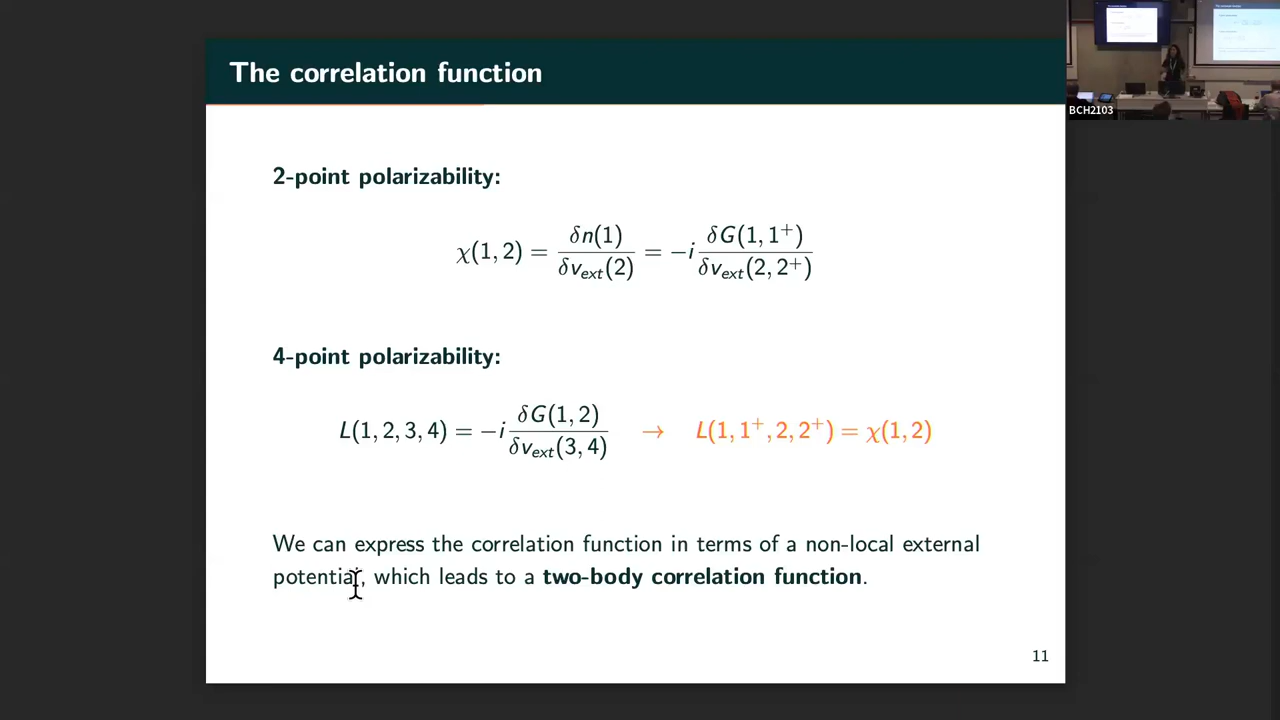 The correlation function
BCH2103
2-point polarizability:
χ(1, 2) = δn(1) / δv_ext(2) = −i δG(1, 1⁺) / δv_ext(2, 2⁺)
4-point polarizability:
L(1, 2, 3, 4) = −i δG(1, 2) / δv_ext(3, 4) → L(1, 1⁺, 2, 2⁺) = χ(1, 2)
We can express the correlation function in terms of a non-local external
potential, which leads to a two-body correlation function.
11